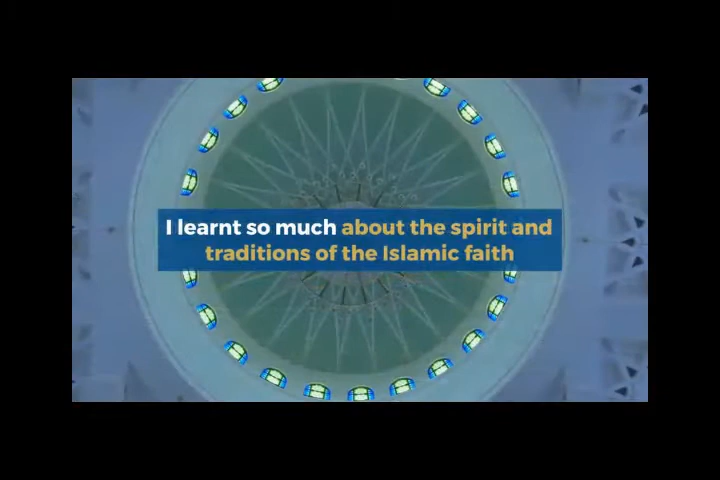 I learnt so much about the spirit and
traditions of the Islamic faith